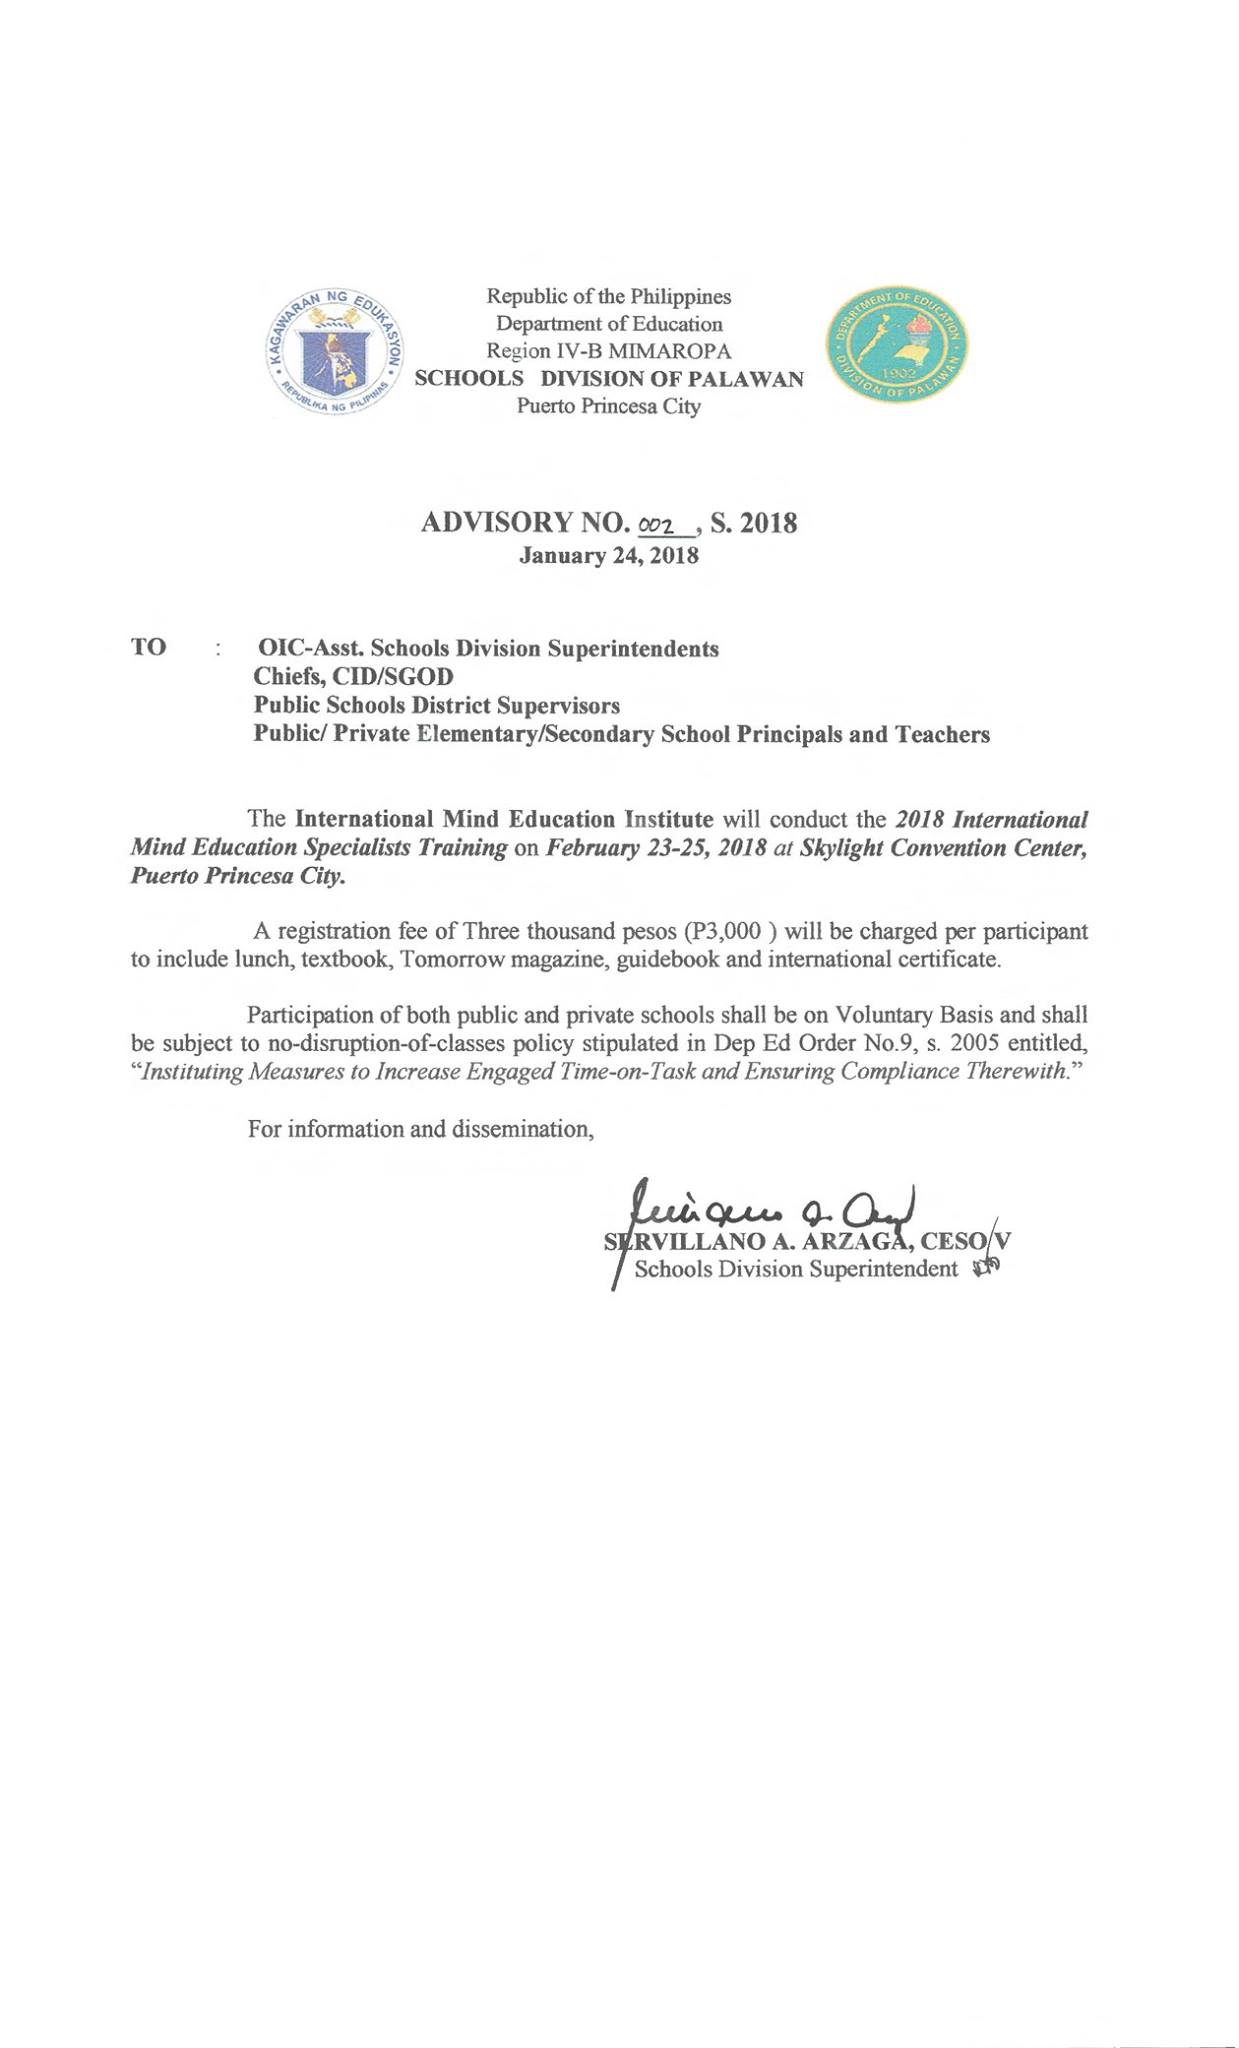 KAGAWARAN NG EDUKASYON
REPUBLIKA NG PILIPINAS
Republic of the Philippines
Department of Education
Region IV-B MIMAROPA
SCHOOLS DIVISION OF PALAWAN
Puerto Princesa City
DEPARTMENT OF EDUCATION
1902
DIVISION OF PALAWAN
ADVISORY NO. 002, S. 2018
January 24, 2018
TO : OIC-Asst. Schools Division Superintendents
Chiefs, CID/SGOD
Public Schools District Supervisors
Public/ Private Elementary/Secondary School Principals and Teachers
The International Mind Education Institute will conduct the 2018 International
Mind Education Specialists Training on February 23-25, 2018 at Skylight Convention Center,
Puerto Princesa City.
A registration fee of Three thousand pesos (P3,000 ) will be charged per participant
to include lunch, textbook, Tomorrow magazine, guidebook and international certificate.
Participation of both public and private schools shall be on Voluntary Basis and shall
be subject to no-disruption-of-classes policy stipulated in Dep Ed Order No.9, s. 2005 entitled,
“Instituting Measures to Increase Engaged Time-on-Task and Ensuring Compliance Therewith.”
For information and dissemination,
SERVILLANO A. ARZAGA, CESO V
Schools Division Superintendent